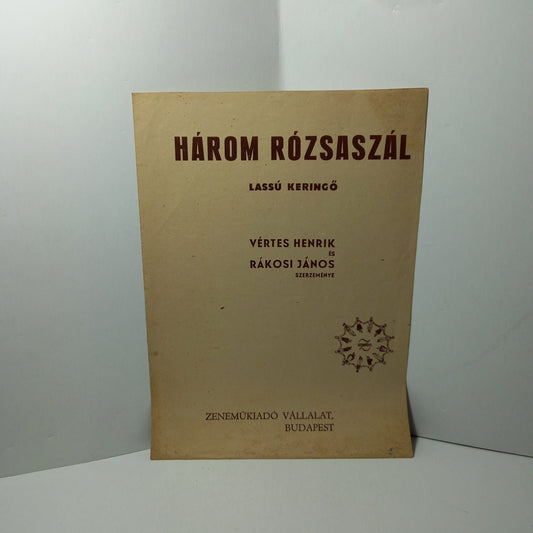 HÁROM RÓZSASZÁL
LASSÚ KERINGŐ
VÉRTES HENRIK
ÉS
RÁKOSI JÁNOS
SZERZEMÉNYE
ZENEMŰKIADÓ VÁLLALAT,
BUDAPEST